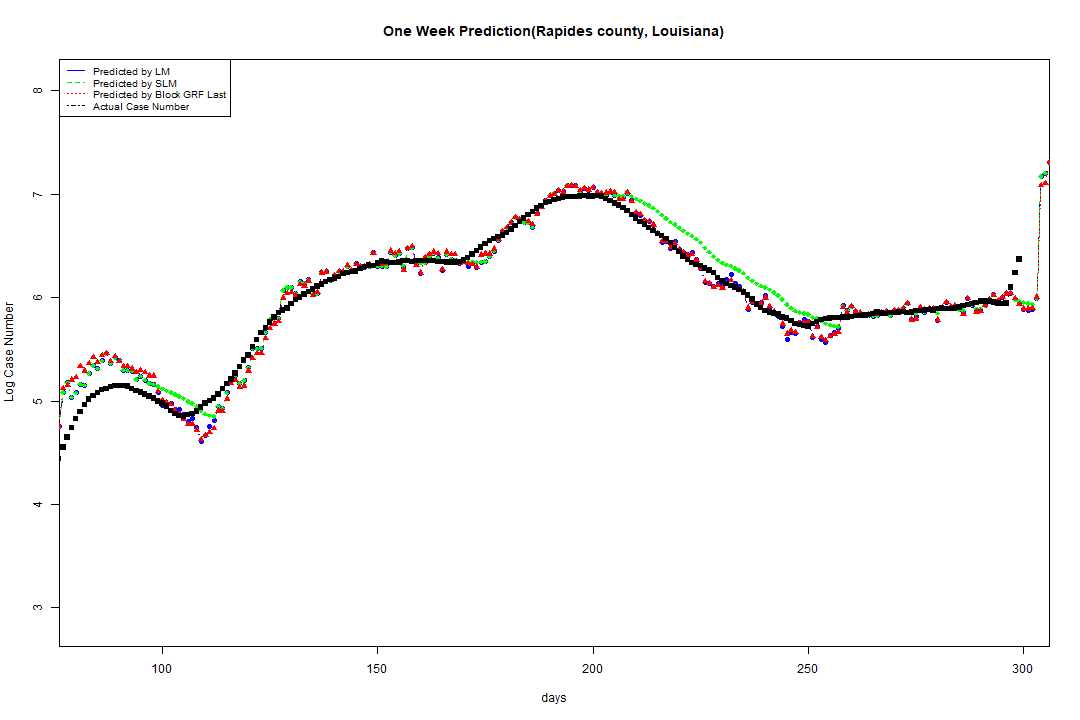 One Week Prediction(Rapides county, Louisiana)
Predicted by LM
Predicted by SLM
Predicted by Block GRF Last
Actual Case Number
8
7
6
5
4
3
Log Case Number
100 150 200 250 300
days